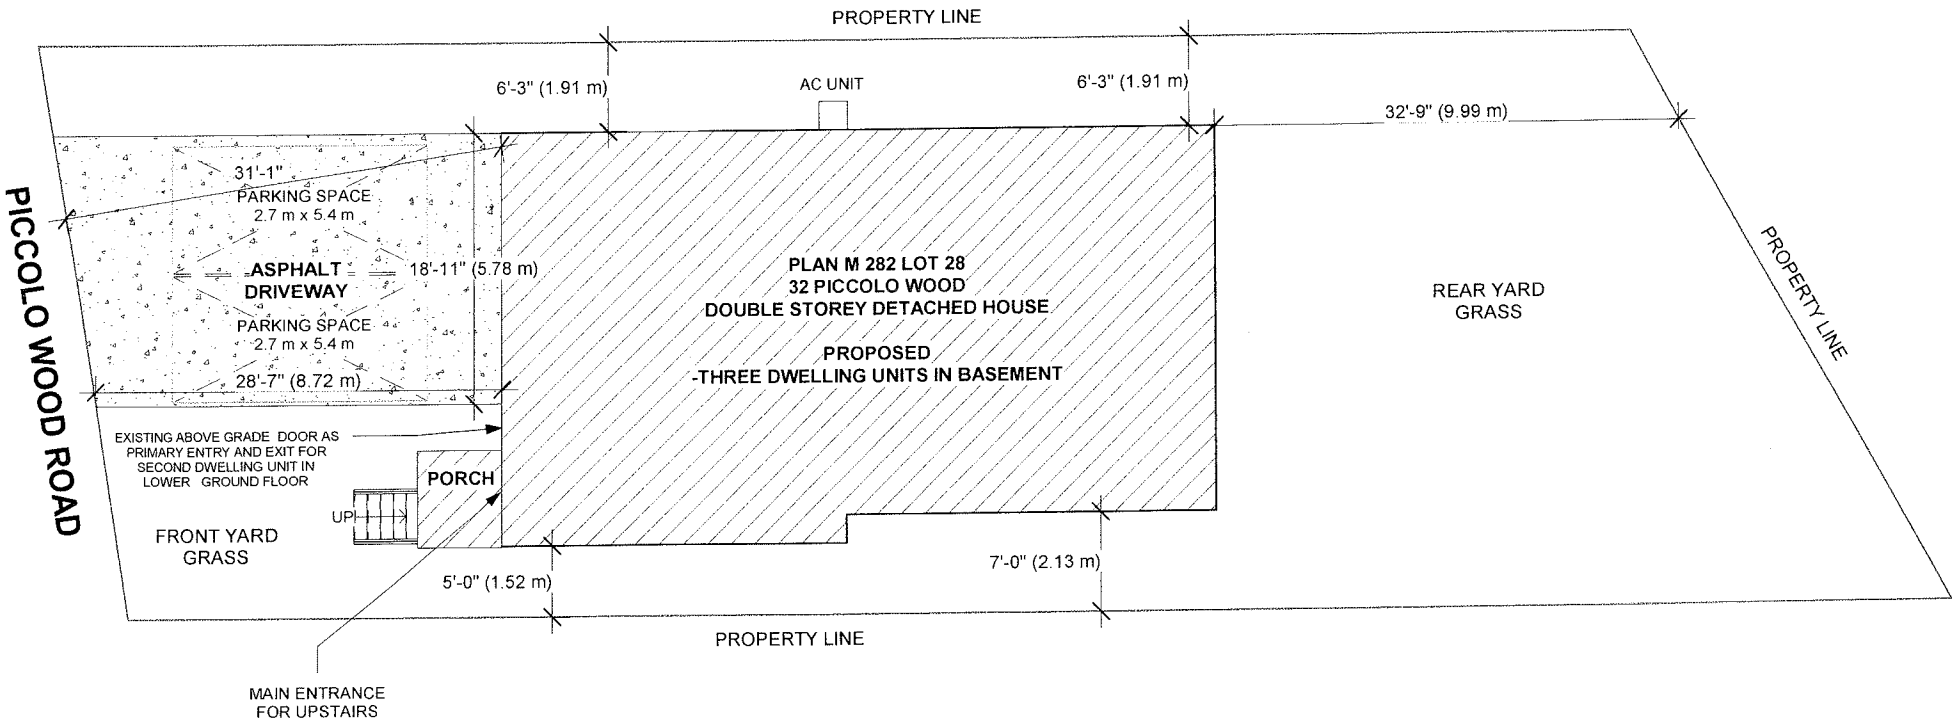 PROPERTY LINE
6'-3" (1.91 m)
AC UNIT
6'-3" (1.91 m)
32'-9" (9.99 m)
PICCOLO WOOD ROAD
31'-1"
PARKING SPACE
2.7 m x 5.4 m
ASPHALT
DRIVEWAY
18'-11" (5.78 m)
PARKING SPACE
2.7 m x 5.4 m
28'-7" (8.72 m)
PLAN M 282 LOT 28
32 PICCOLO WOOD
DOUBLE STOREY DETACHED HOUSE
PROPOSED
-THREE DWELLING UNITS IN BASEMENT
REAR YARD
GRASS
PROPERTY LINE
EXISTING ABOVE GRADE DOOR AS
PRIMARY ENTRY AND EXIT FOR
SECOND DWELLING UNIT IN
LOWER GROUND FLOOR
PORCH
UP
FRONT YARD
GRASS
5'-0" (1.52 m)
7'-0" (2.13 m)
PROPERTY LINE
MAIN ENTRANCE
FOR UPSTAIRS